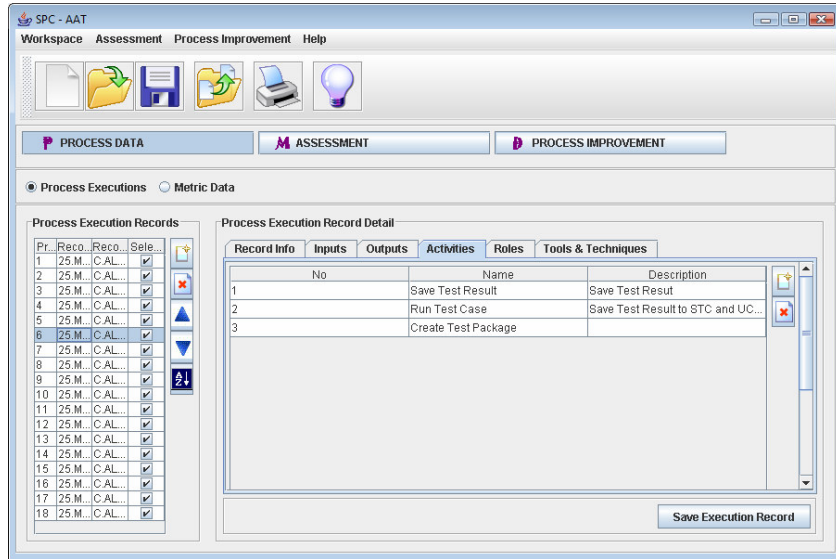 SPC - AAT
Workspace Assessment Process Improvement Help
P PROCESS DATA M ASSESSMENT D PROCESS IMPROVEMENT
Process Executions Metric Data
Process Execution Records
Pr... Reco... Reco... Sele...
1 25.M... C.AL...
2 25.M... C.AL...
3 25.M... C.AL...
4 25.M... C.AL...
5 25.M... C.AL...
6 25.M... C.AL...
7 25.M... C.AL...
8 25.M... C.AL...
9 25.M... C.AL...
10 25.M... C.AL...
11 25.M... C.AL...
12 25.M... C.AL...
13 25.M... C.AL...
14 25.M... C.AL...
15 25.M... C.AL...
16 25.M... C.AL...
17 25.M... C.AL...
18 25.M... C.AL...
A Z
Process Execution Record Detail
Record Info Inputs Outputs Activities Roles Tools & Techniques
No Name Description
1 Save Test Result Save Test Resut
2 Run Test Case Save Test Result to STC and UC...
3 Create Test Package
Save Execution Record